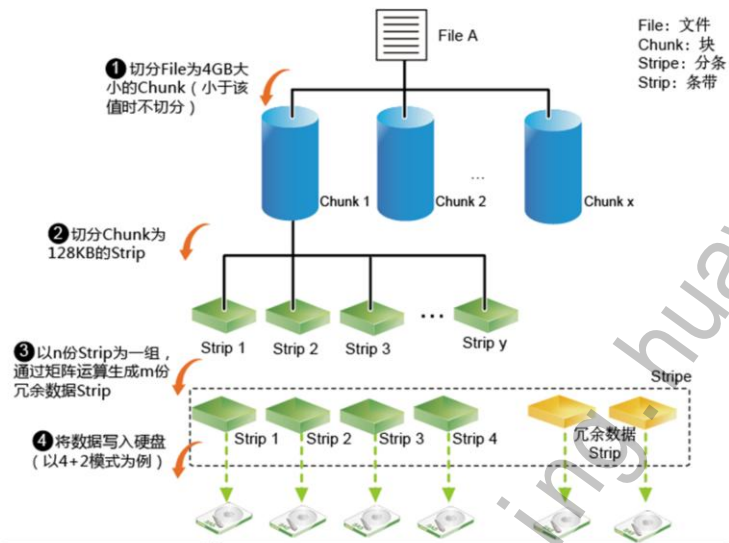 File A
File：文件
Chunk：块
Stripe：分条
Strip：条带
❶切分File为4GB大
小的Chunk（小于该
值时不切分）
Chunk 1
Chunk 2
...
Chunk x
❷切分Chunk为
128KB的Strip
Strip 1
Strip 2
Strip 3
...
Strip y
❸以n份Strip为一组，
通过矩阵运算生成m份
冗余数据Strip
Stripe
Strip 1
Strip 2
Strip 3
Strip 4
冗余数据
Strip
❹将数据写入硬盘
（以4+2模式为例）
ing.huaw